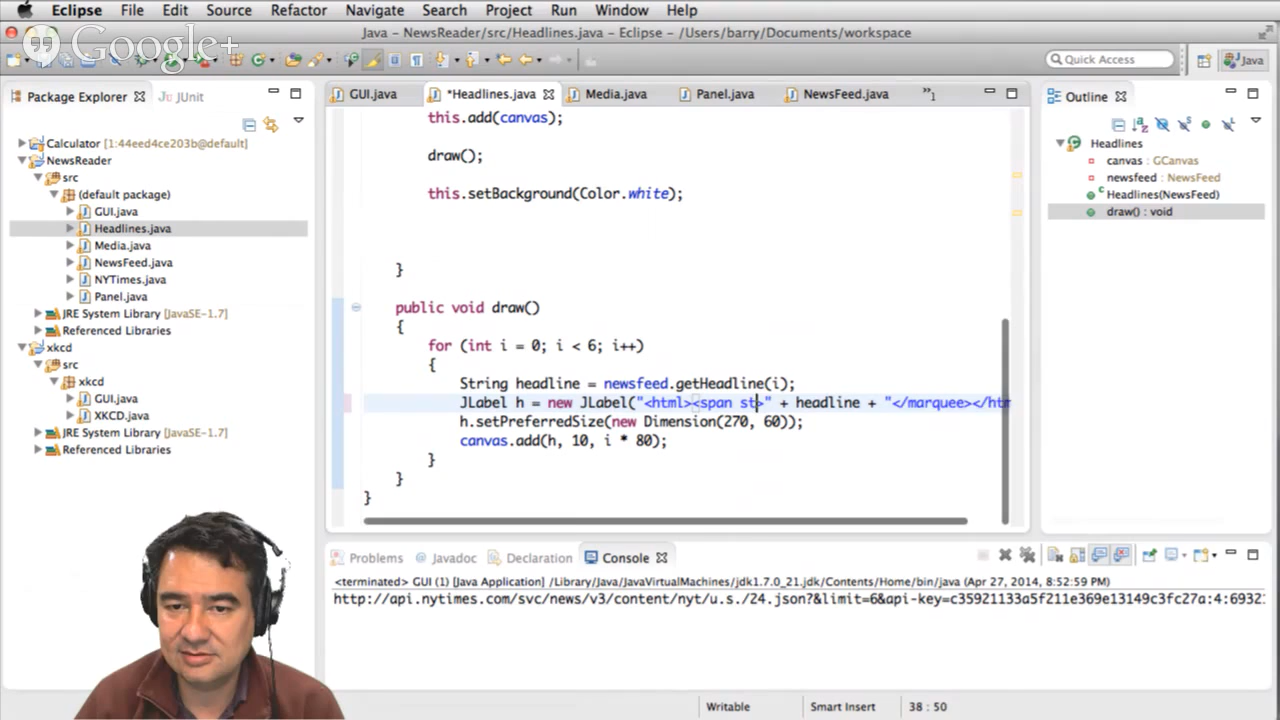 Eclipse File Edit Source Refactor Navigate Search Project Run Window Help
Java - NewsReader/src/Headlines.java - Eclipse - /Users/barry/Documents/workspace
Google+
Quick Access
Java
Package Explorer JUnit
Calculator [1:44eed4ce203b@default]
NewsReader
src
(default package)
GUI.java
Headlines.java
Media.java
NewsFeed.java
NYTimes.java
Panel.java
JRE System Library [JavaSE-1.7]
Referenced Libraries
xkcd
src
xkcd
GUI.java
XKCD.java
JRE System Library [JavaSE-1.7]
Referenced Libraries
GUI.java *Headlines.java Media.java Panel.java NewsFeed.java »1
this.add(canvas);
draw();
this.setBackground(Color.white);
}
public void draw()
{
for (int i = 0; i < 6; i++)
{
String headline = newsfeed.getHeadline(i);
JLabel h = new JLabel("<html><span st>" + headline + "</marquee></htm
h.setPreferredSize(new Dimension(270, 60));
canvas.add(h, 10, i * 80);
}
}
}
Outline
Headlines
canvas : GCanvas
newsfeed : NewsFeed
Headlines(NewsFeed)
draw() : void
Problems Javadoc Declaration Console
<terminated> GUI (1) [Java Application] /Library/Java/JavaVirtualMachines/jdk1.7.0_21.jdk/Contents/Home/bin/java (Apr 27, 2014, 8:52:59 PM)
http://api.nytimes.com/svc/news/v3/content/nyt/u.s./24.json?&limit=6&api-key=c35921133a5f211e369e13149c3fc27a:4:6932
Writable Smart Insert 38 : 50